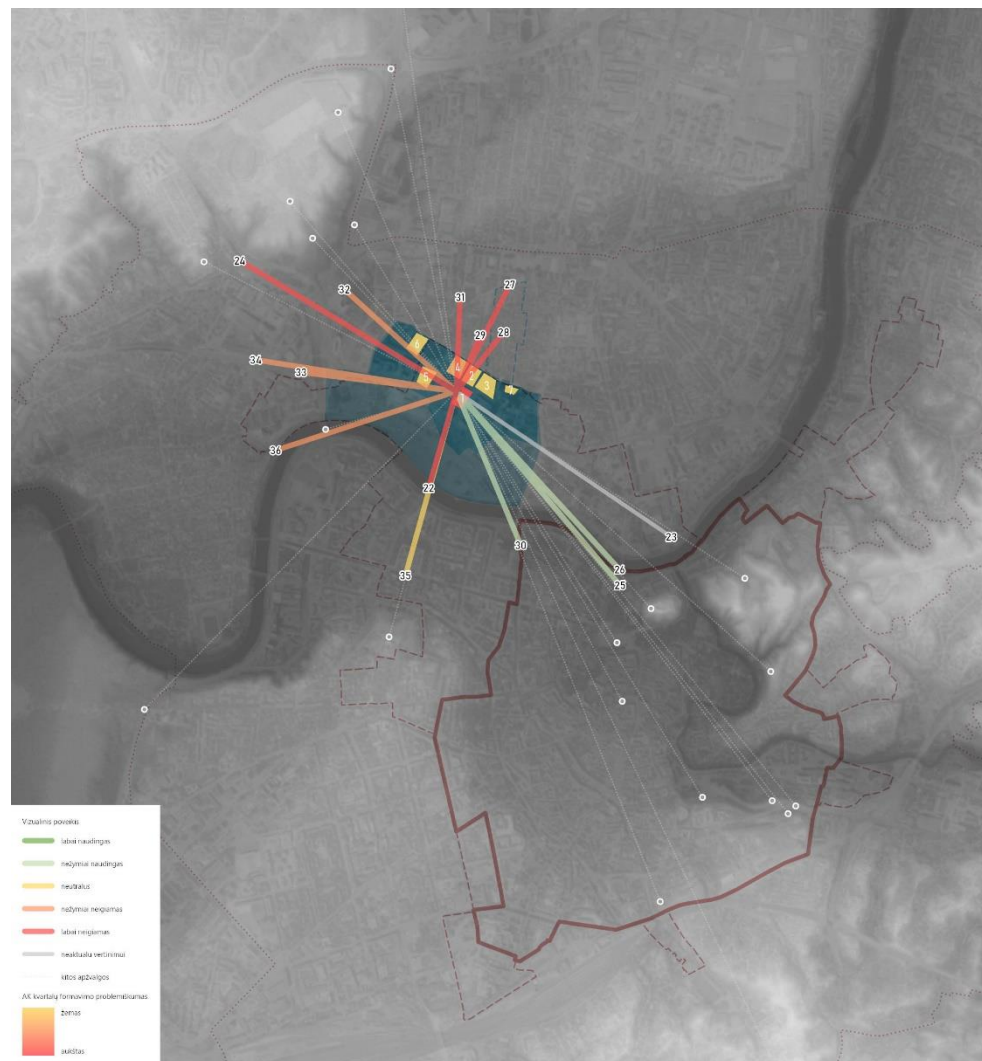 24
27
32
31
29
28
34
33
6
4
2
3
5
1
36
22
30
23
35
26
25
Vizualinis poveikis
labai naudingas
nežymiai naudingas
neutralus
nežymiai neigiamas
labai neigiamas
neaktualu vertinimui
kitos apžvalgos
AK kvartalų formavimo problemiškumas
žemas
aukštas